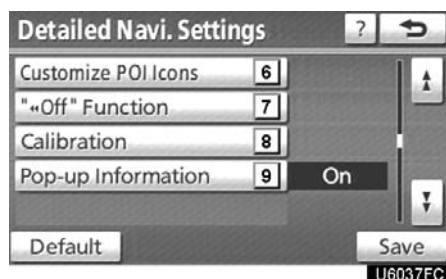 Detailed Navi. Settings ?
Customize POI Icons 6
"«Off" Function 7
Calibration 8
Pop-up Information 9 On
Default Save
U6037EC